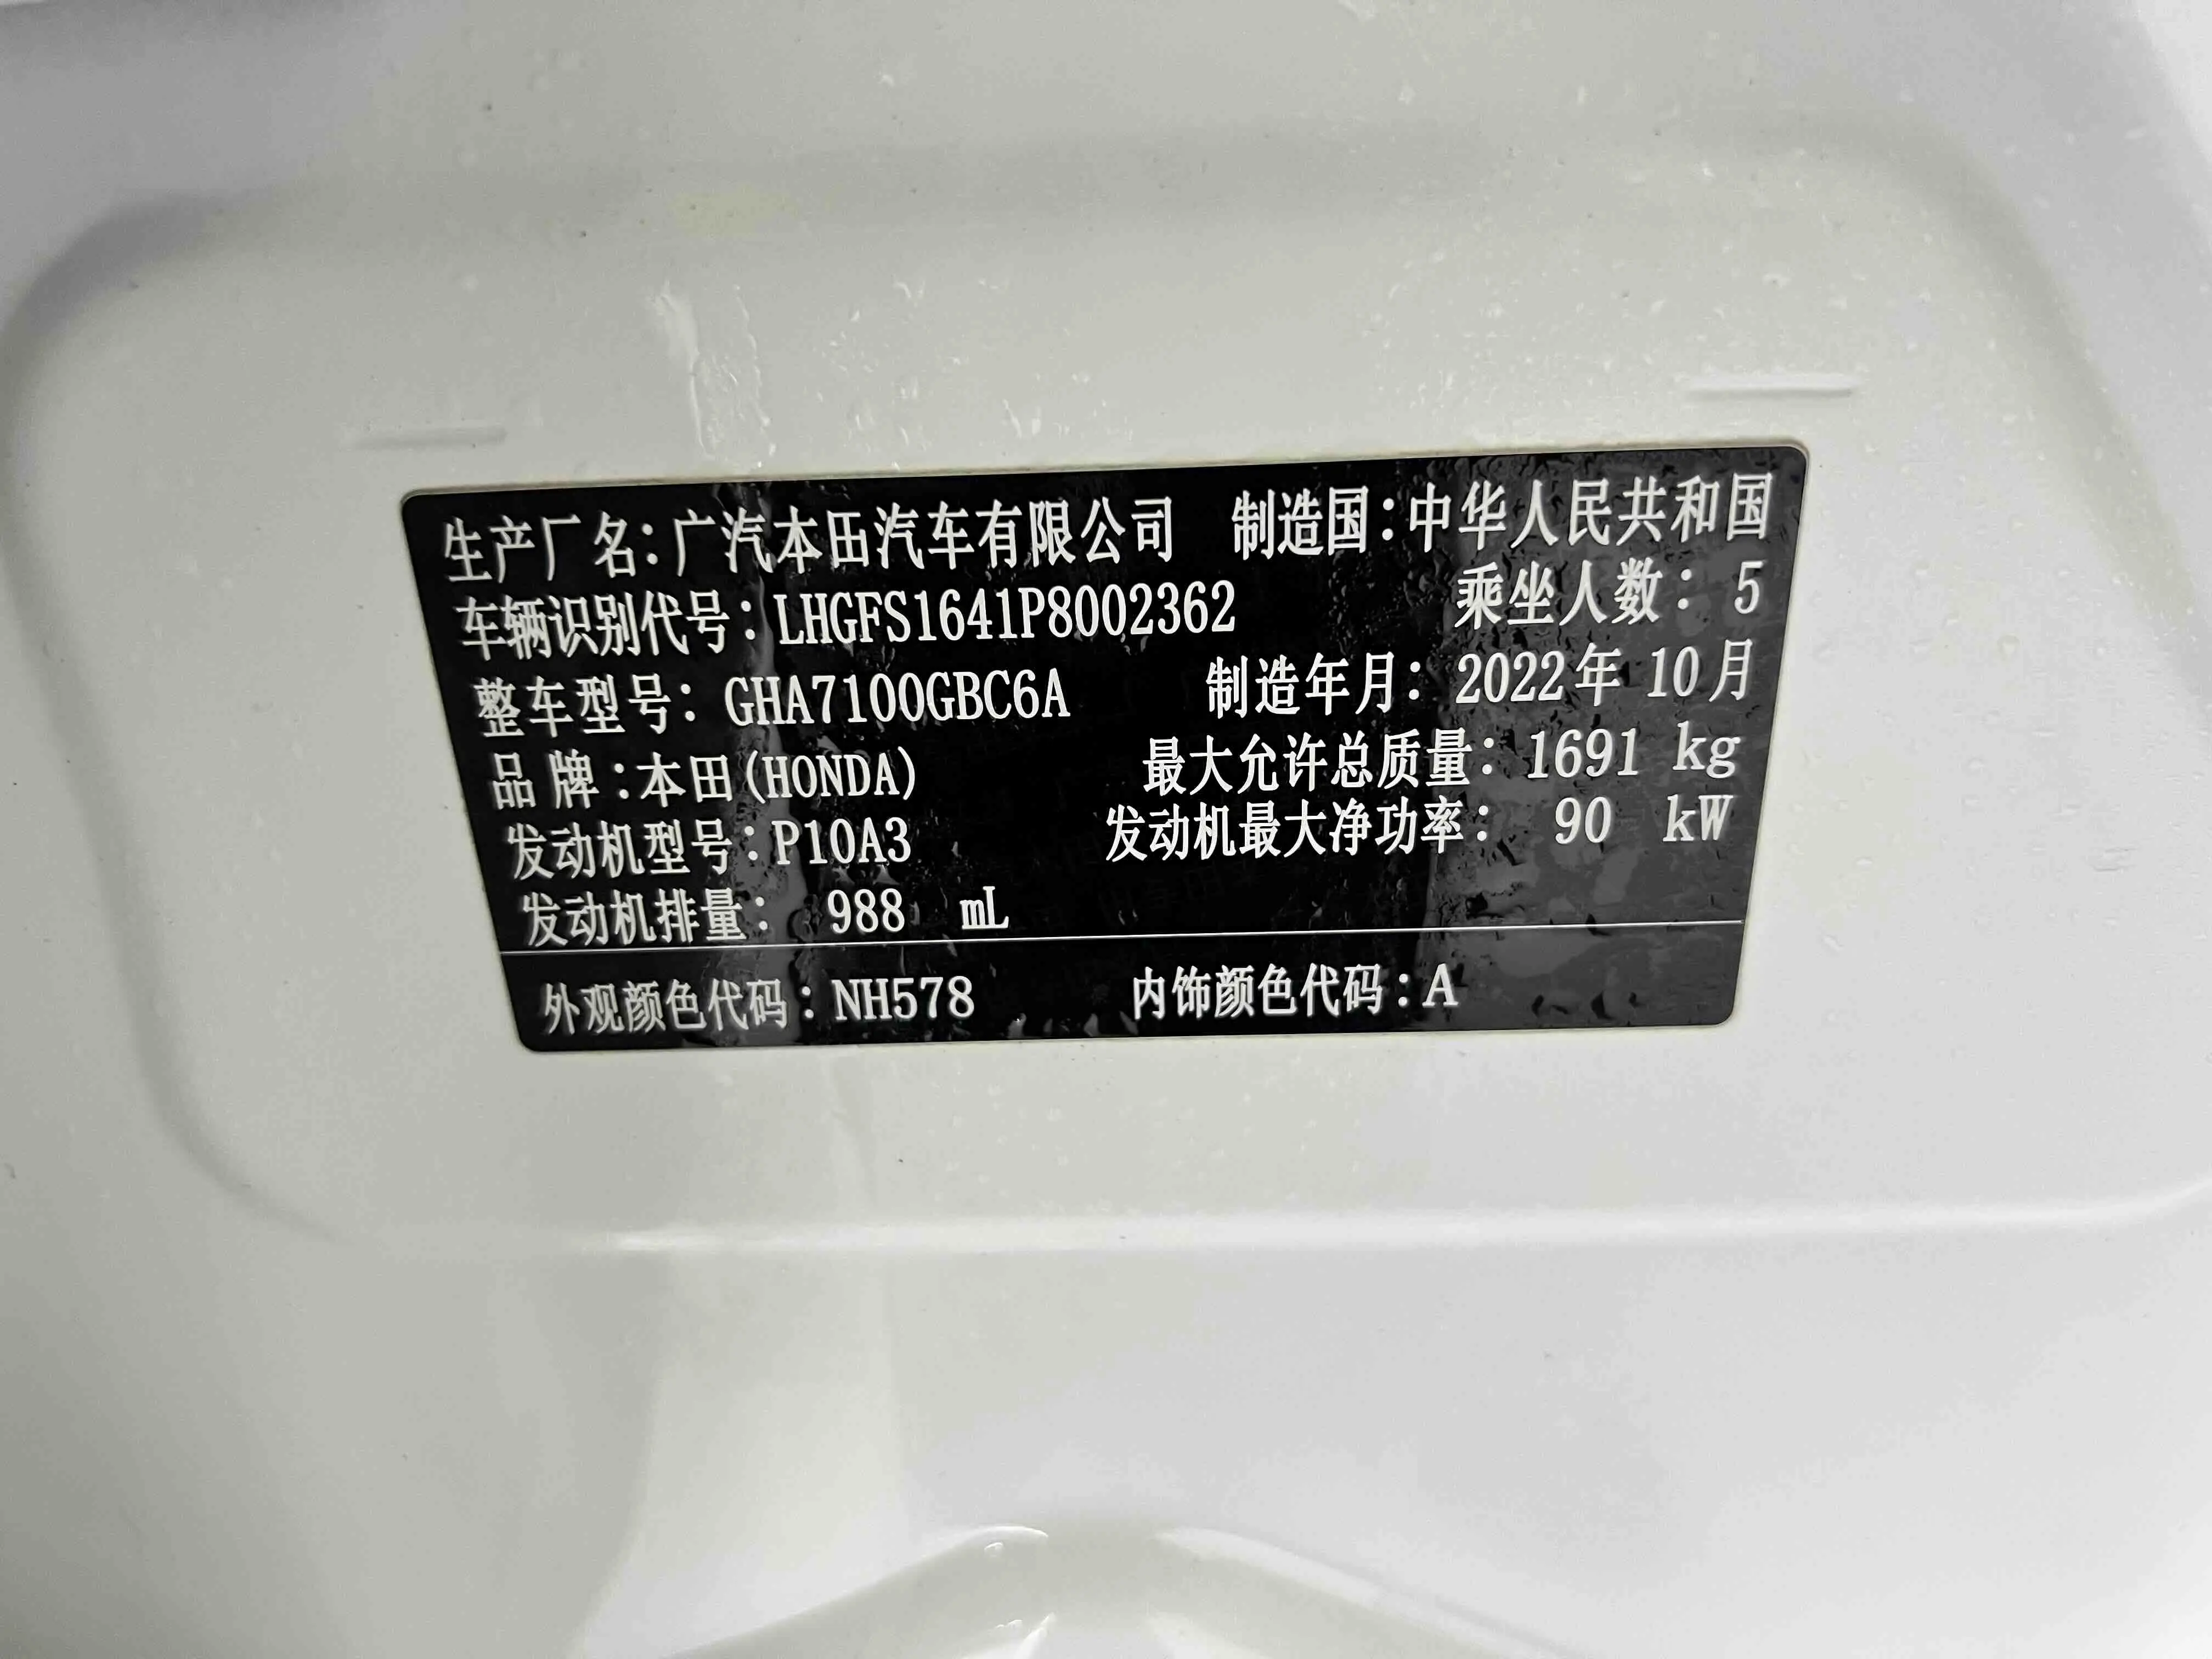 生产厂名:广汽本田汽车有限公司 制造国:中华人民共和国
车辆识别代号:LHGFS1641P8002362 乘坐人数: 5
整车型号: GHA7100GBC6A 制造年月: 2022年 10月
品 牌:本田(HONDA) 最大允许总质量: 1691 kg
发动机型号:P10A3 发动机最大净功率: 90 kW
发动机排量: 988 mL
外观颜色代码:NH578 内饰颜色代码:A